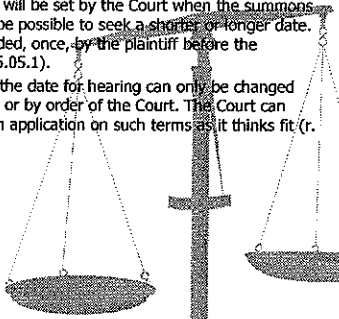 will be set by the Court when the summons
be possible to seek a shorter or longer date.
ded, once, by the plaintiff before the
5.05.1).
the date for hearing can only be changed
or by order of the Court. The Court can
n application on such terms as it thinks fit (r.